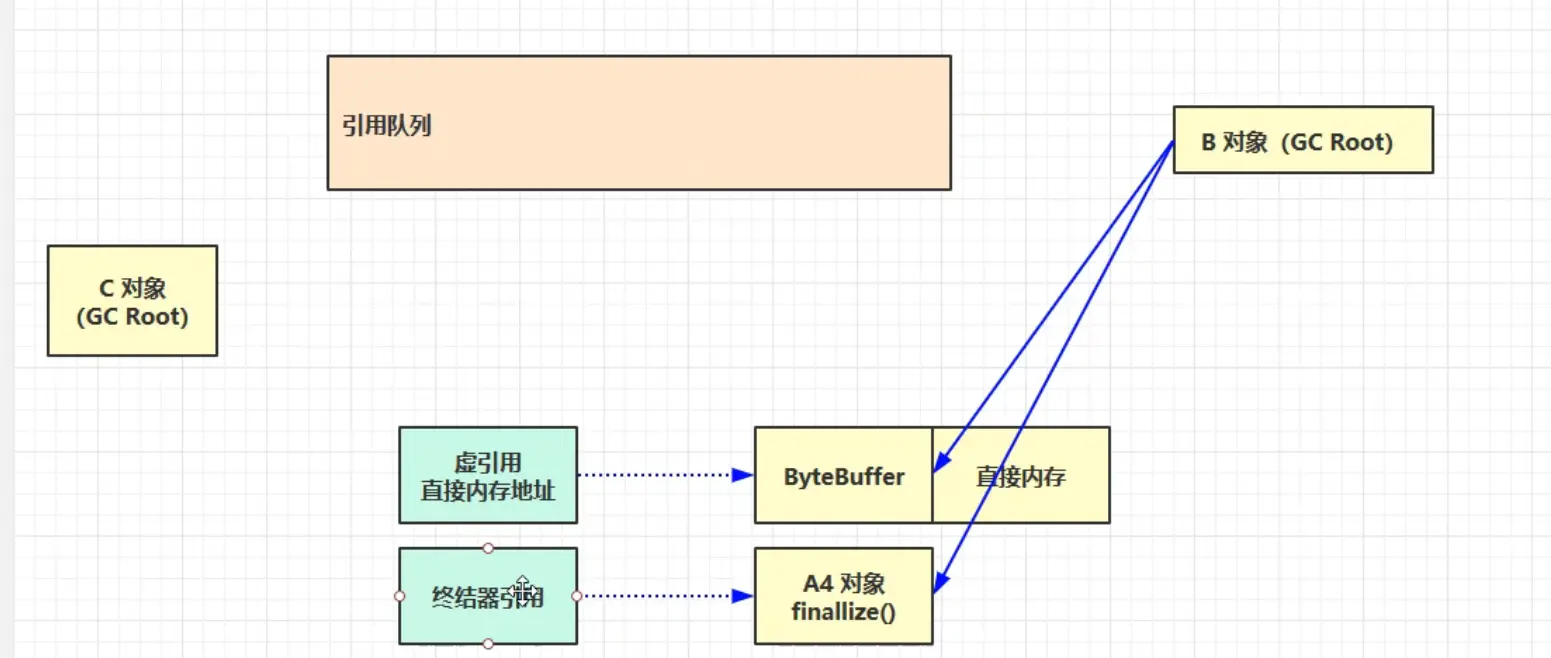 引用队列
B 对象（GC Root）
C 对象
(GC Root)
虚引用
直接内存地址
ByteBuffer
直接内存
终结器引用
A4 对象
finallize()